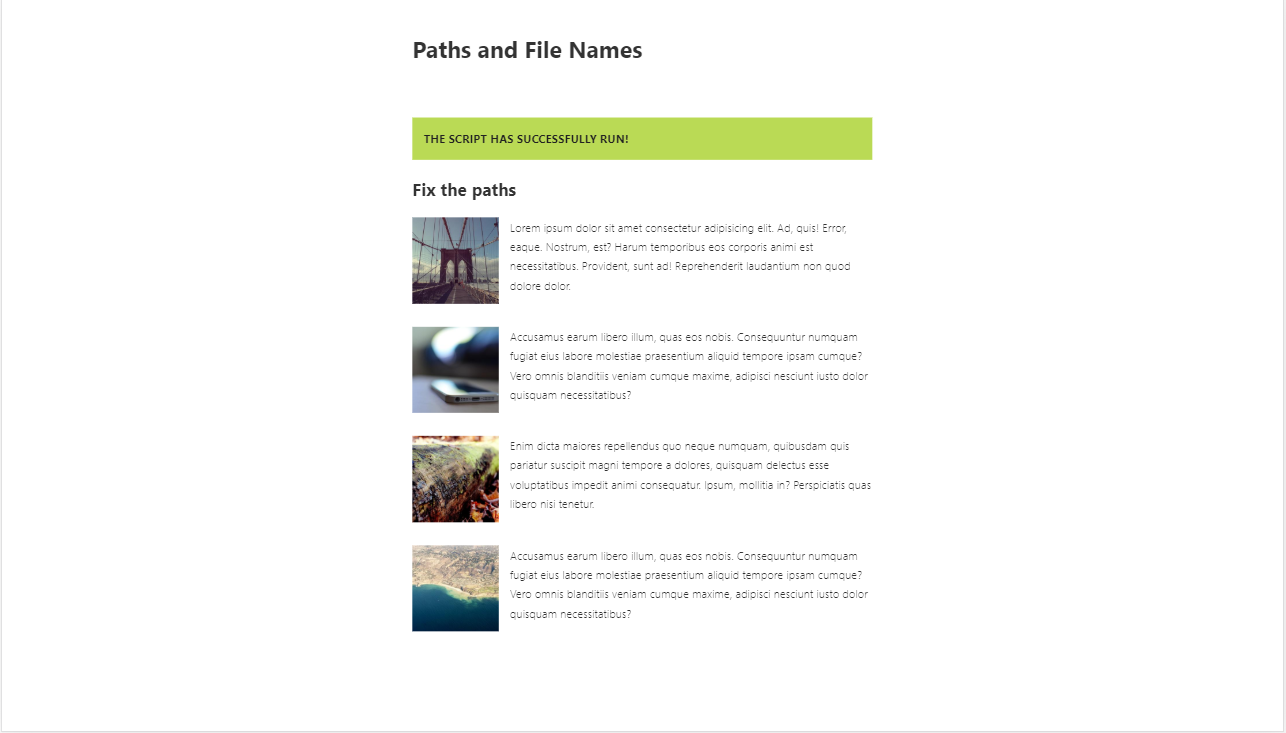 Paths and File Names
THE SCRIPT HAS SUCCESSFULLY RUN!
Fix the paths
Lorem ipsum dolor sit amet consectetur adipisicing elit. Ad, quis! Error,
eaque. Nostrum, est? Harum temporibus eos corporis animi est
necessitatibus. Provident, sunt ad! Reprehenderit laudantium non quod
dolore dolor.
Accusamus earum libero illum, quas eos nobis. Consequuntur numquam
fugiat eius labore molestiae praesentium aliquid tempore ipsam cumque?
Vero omnis blanditiis veniam cumque maxime, adipisci nesciunt iusto dolor
quisquam necessitatibus?
Enim dicta maiores repellendus quo neque numquam, quibusdam quis
pariatur suscipit magni tempore a dolores, quisquam delectus esse
voluptatibus impedit animi consequatur. Ipsum, mollitia in? Perspiciatis quas
libero nisi tenetur.
Accusamus earum libero illum, quas eos nobis. Consequuntur numquam
fugiat eius labore molestiae praesentium aliquid tempore ipsam cumque?
Vero omnis blanditiis veniam cumque maxime, adipisci nesciunt iusto dolor
quisquam necessitatibus?